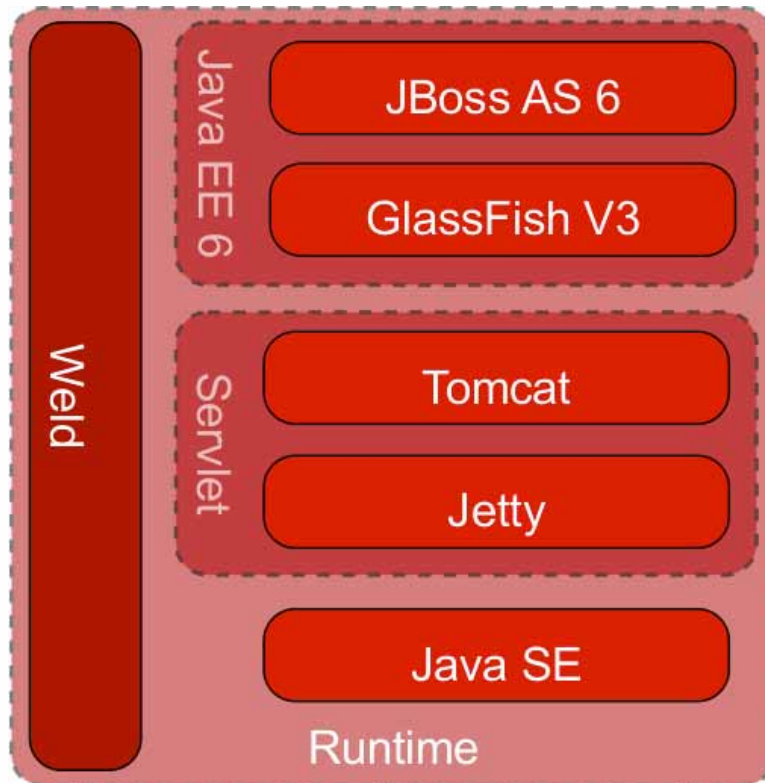 Weld
Java EE 6
JBoss AS 6
GlassFish V3
Servlet
Tomcat
Jetty
Java SE
Runtime